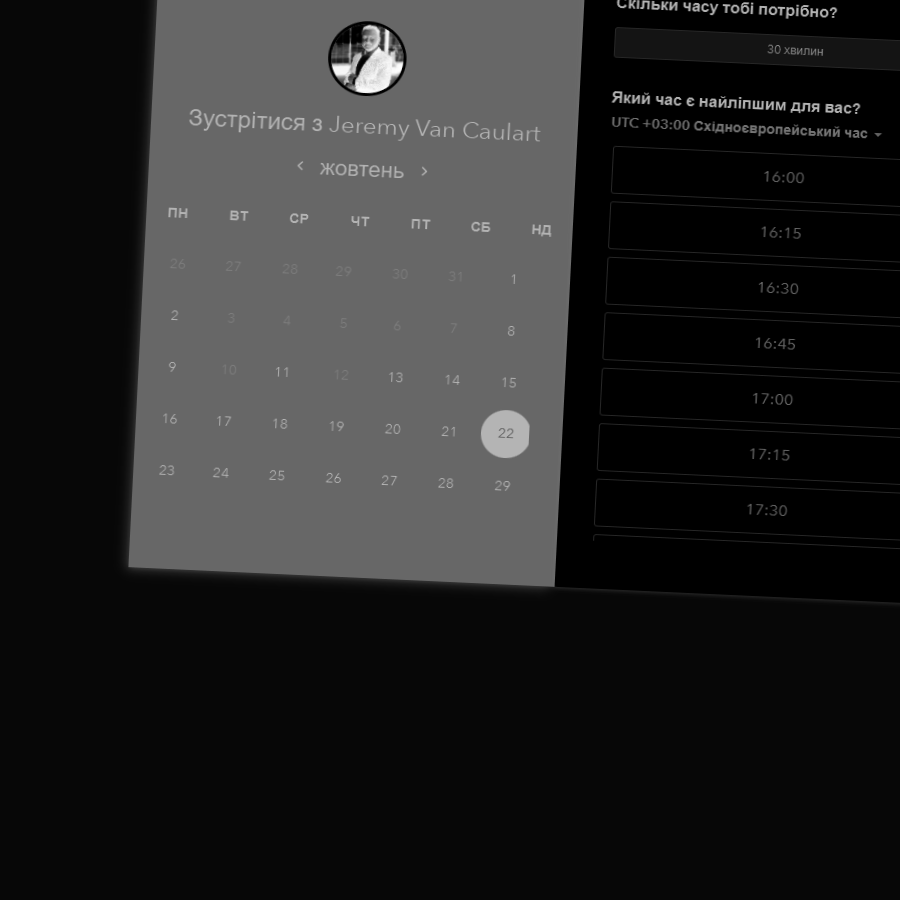 Зустрітися з Jeremy Van Caulart
‹ жовтень ›
ПН ВТ СР ЧТ ПТ СБ НД
26 27 28 29 30 31 1
2 3 4 5 6 7 8
9 10 11 12 13 14 15
16 17 18 19 20 21 22
23 24 25 26 27 28 29
Скільки часу тобі потрібно?
30 хвилин
Який час є найліпшим для вас?
UTC +03:00 Східноєвропейський час
16:00
16:15
16:30
16:45
17:00
17:15
17:30